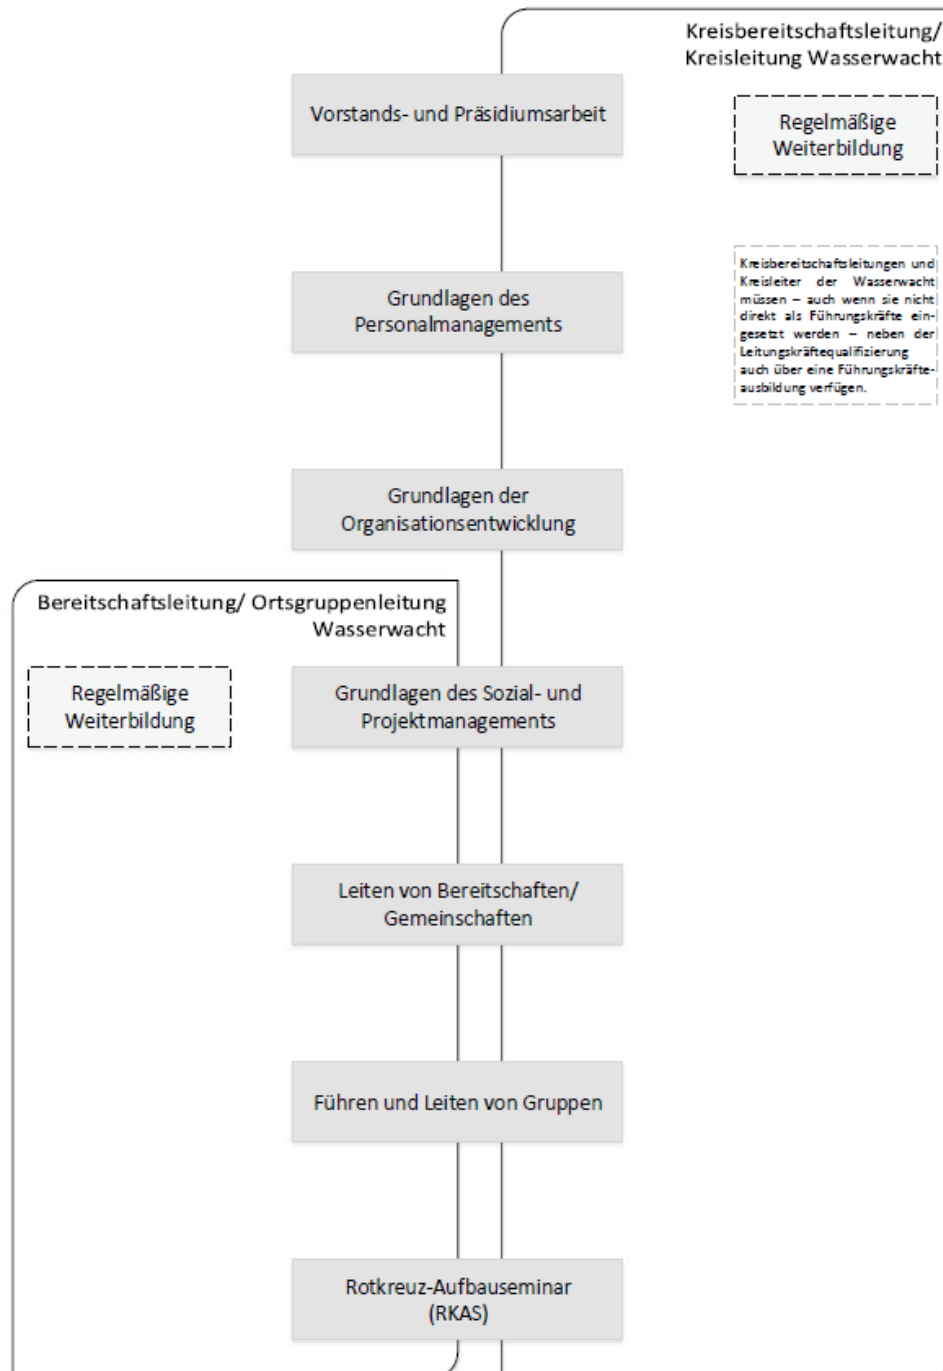 Kreisbereitschaftsleitung/
Kreisleitung Wasserwacht
Vorstands- und Präsidiumsarbeit
Regelmäßige
Weiterbildung
Kreisbereitschaftsleitungen und
Kreisleiter der Wasserwacht
müssen – auch wenn sie nicht
direkt als Führungskräfte ein-
gesetzt werden – neben der
Leitungskräftequalifizierung
auch über eine Führungskräfte-
ausbildung verfügen.
Grundlagen des
Personalmanagements
Grundlagen der
Organisationsentwicklung
Bereitschaftsleitung/ Ortsgruppenleitung
Wasserwacht
Regelmäßige
Weiterbildung
Grundlagen des Sozial- und
Projektmanagements
Leiten von Bereitschaften/
Gemeinschaften
Führen und Leiten von Gruppen
Rotkreuz-Aufbauseminar
(RKAS)